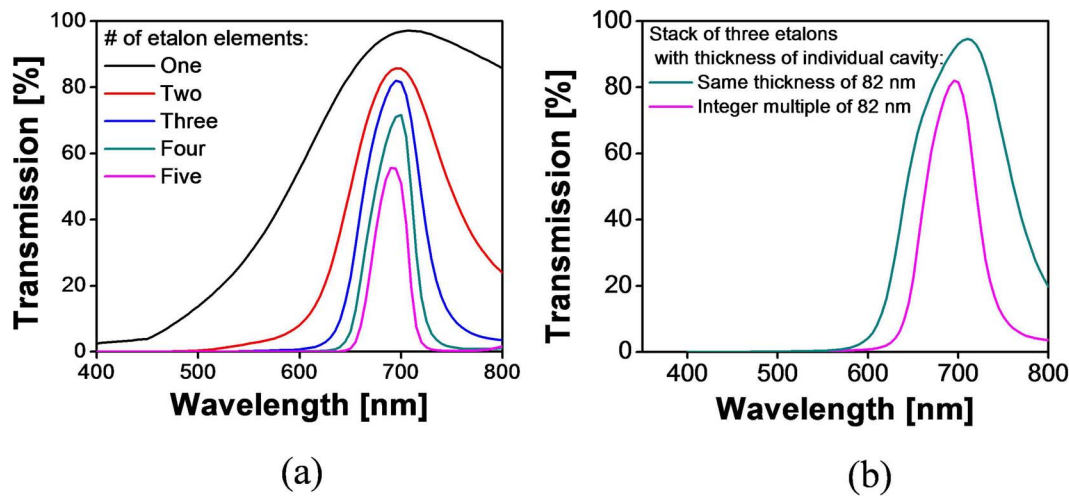 # of etalon elements:
One
Two
Three
Four
Five
Transmission [%]
100
80
60
40
20
0
400
500
600
700
800
Wavelength [nm]
(a)
Stack of three etalons
with thickness of individual cavity:
Same thickness of 82 nm
Integer multiple of 82 nm
Transmission [%]
100
80
60
40
20
0
400
500
600
700
800
Wavelength [nm]
(b)